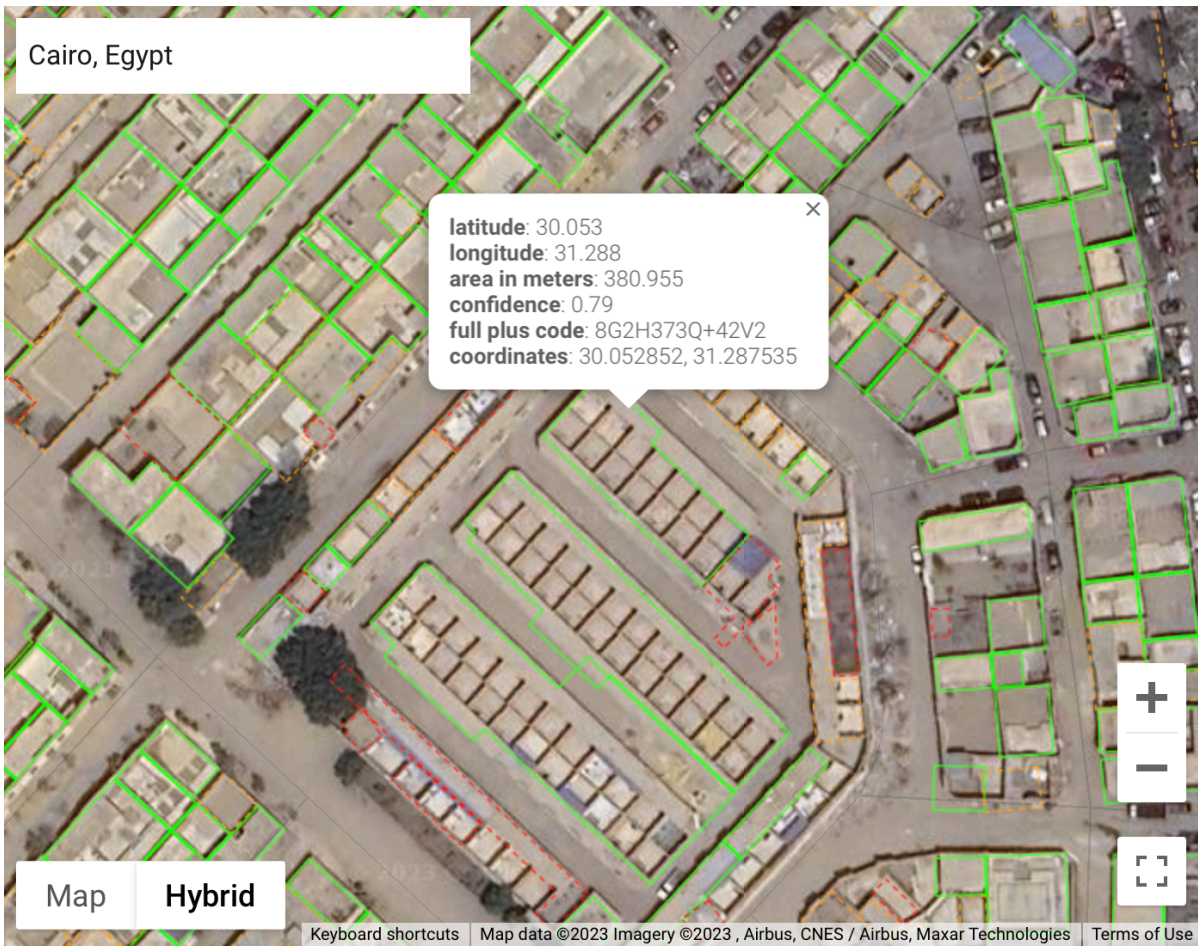 Cairo, Egypt
×
latitude: 30.053
longitude: 31.288
area in meters: 380.955
confidence: 0.79
full plus code: 8G2H373Q+42V2
coordinates: 30.052852, 31.287535
+
−
Map Hybrid
Keyboard shortcuts Map data ©2023 Imagery ©2023 , Airbus, CNES / Airbus, Maxar Technologies Terms of Use